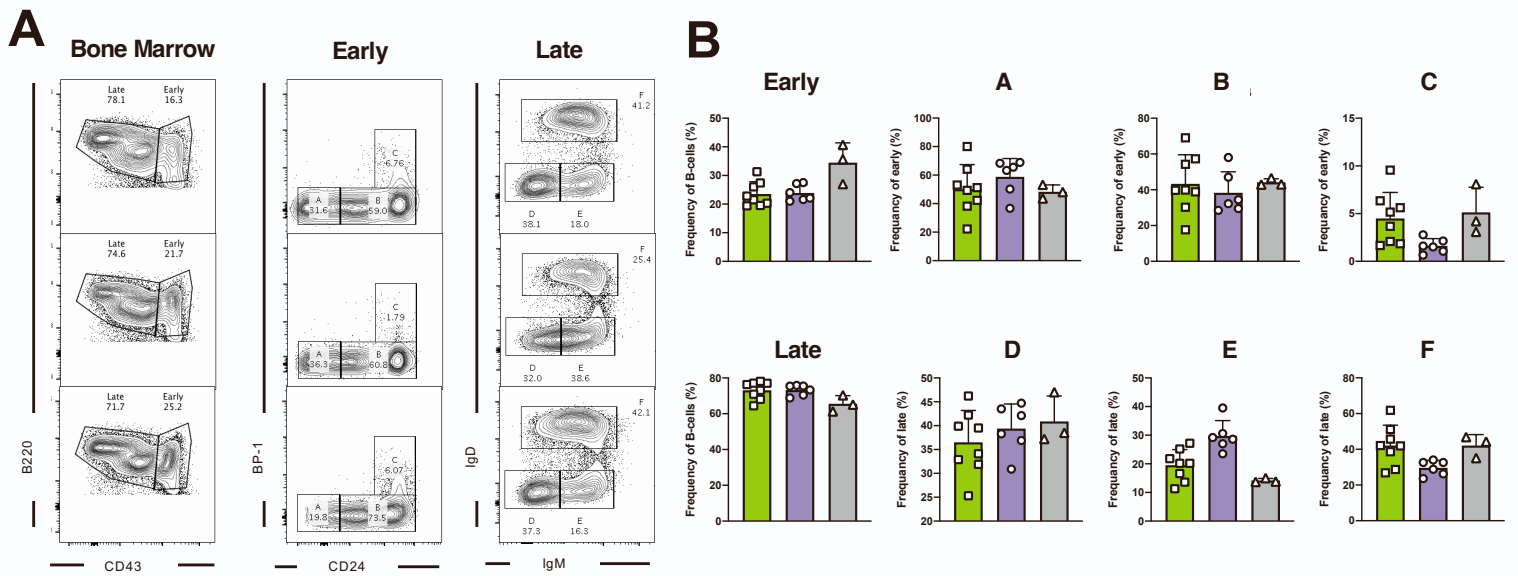 A
Bone Marrow
Early
Late
Late
78.1
Early
16.3
C
6.76
A
31.6
B
59.0
F
41.2
D
38.1
E
18.0
Late
74.6
Early
21.7
C
1.79
A
36.3
B
60.8
F
25.4
D
32.0
E
38.6
Late
71.7
Early
25.2
C
6.07
A
19.8
B
73.5
F
42.1
D
37.3
E
16.3
B220
BP-1
IgD
CD43
CD24
IgM
B
Early
Frequency of B-cells (%)
50
40
30
20
10
0
A
Frequancy of early (%)
100
80
60
40
20
0
B
Frequancy of early (%)
80
60
40
20
0
C
Frequancy of early (%)
15
10
5
0
Late
Frequency of B-cells (%)
80
60
40
20
0
D
Frequancy of late (%)
50
45
40
35
30
25
20
E
Frequancy of late (%)
50
40
30
20
10
0
F
Frequancy of late (%)
80
60
40
20
0